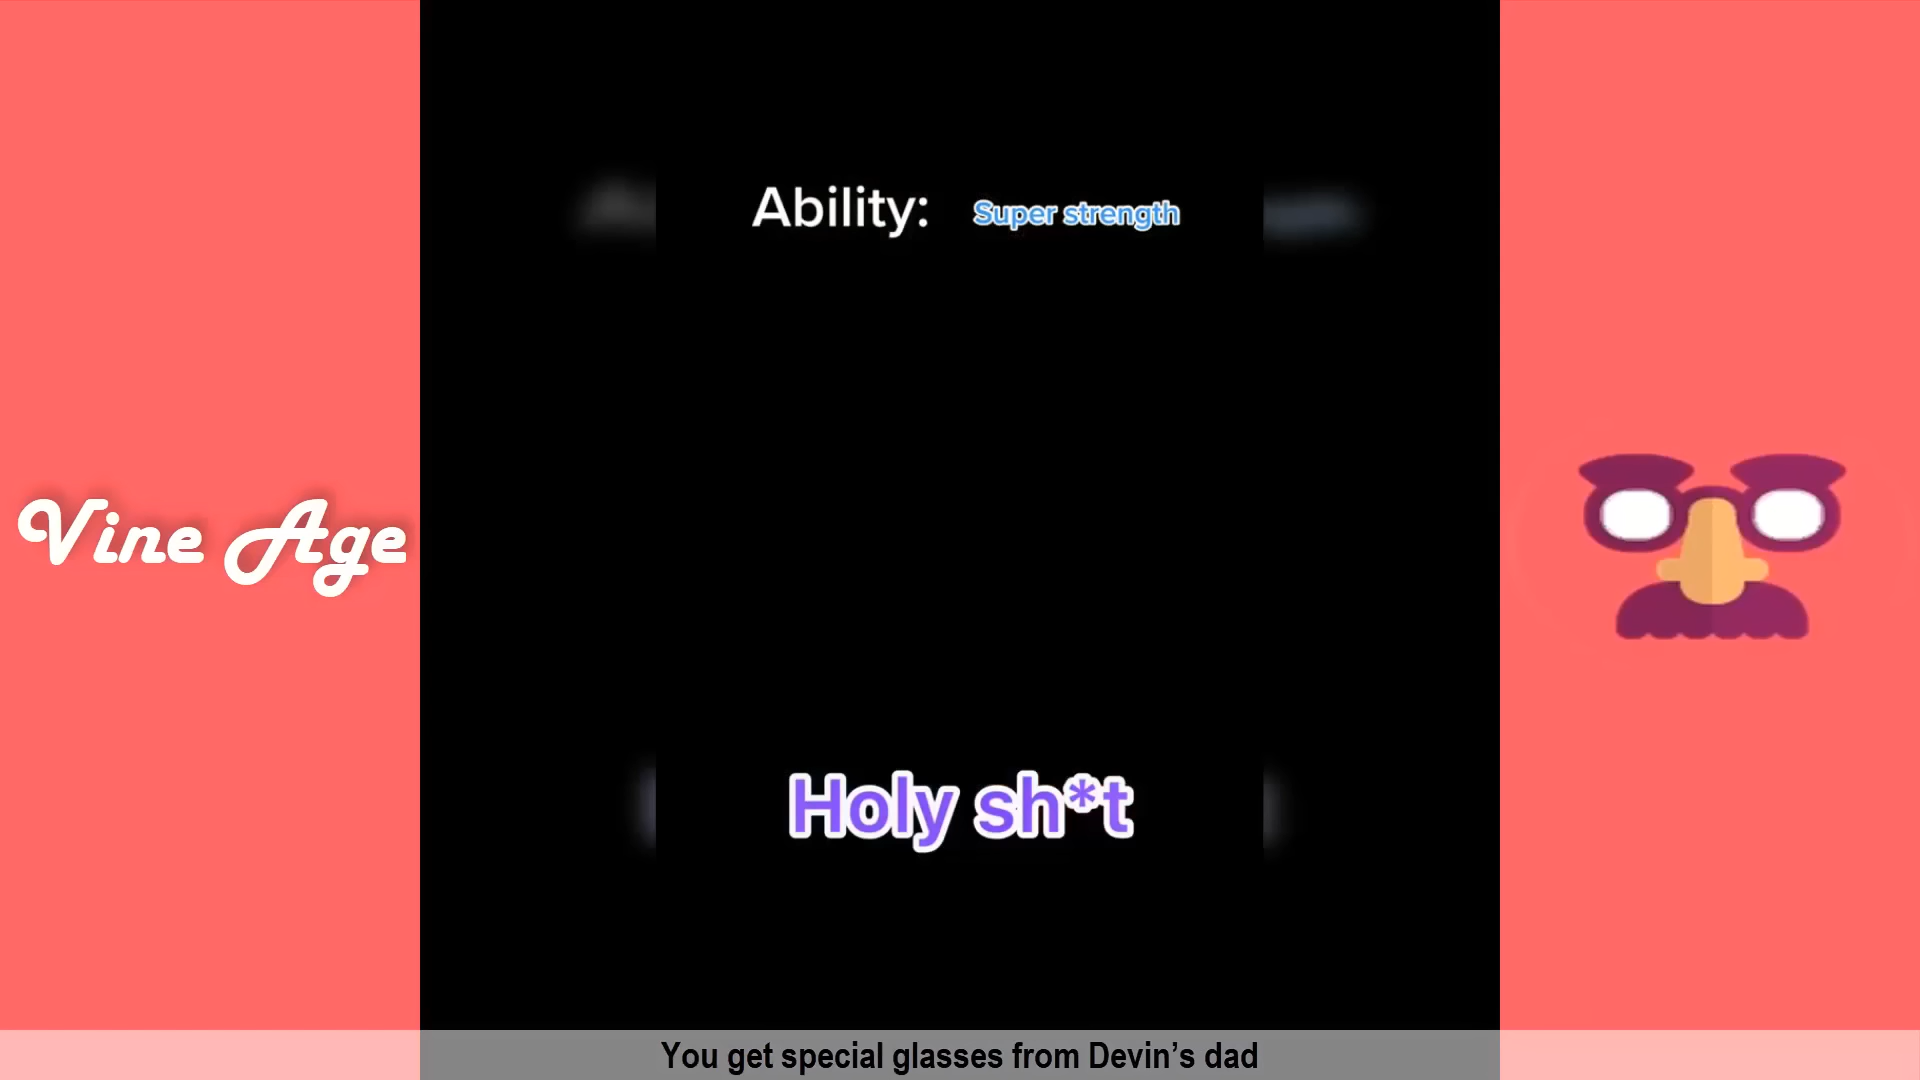 Ability: Super strength
Vine Age
Holy sh*t
You get special glasses from Devin’s dad